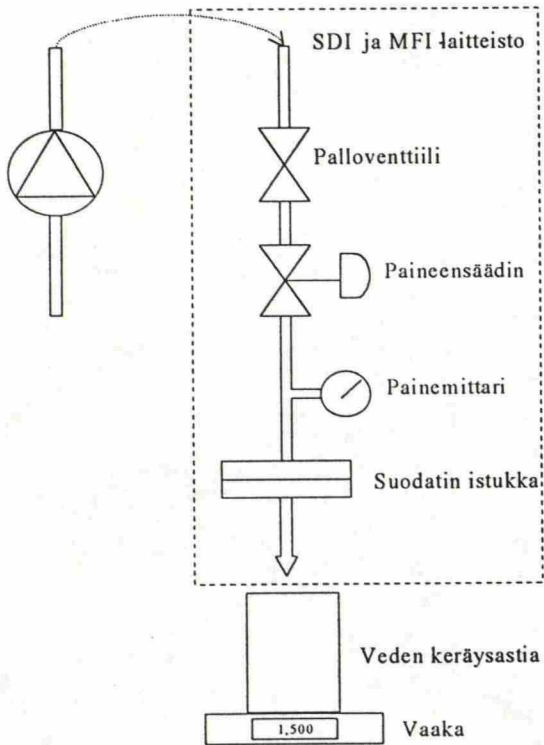 SDI ja MFI-laitteisto
Palloventtiili
Paineensäädin
Painemittari
Suodatin istukka
Veden keräysastia
1,500
Vaaka